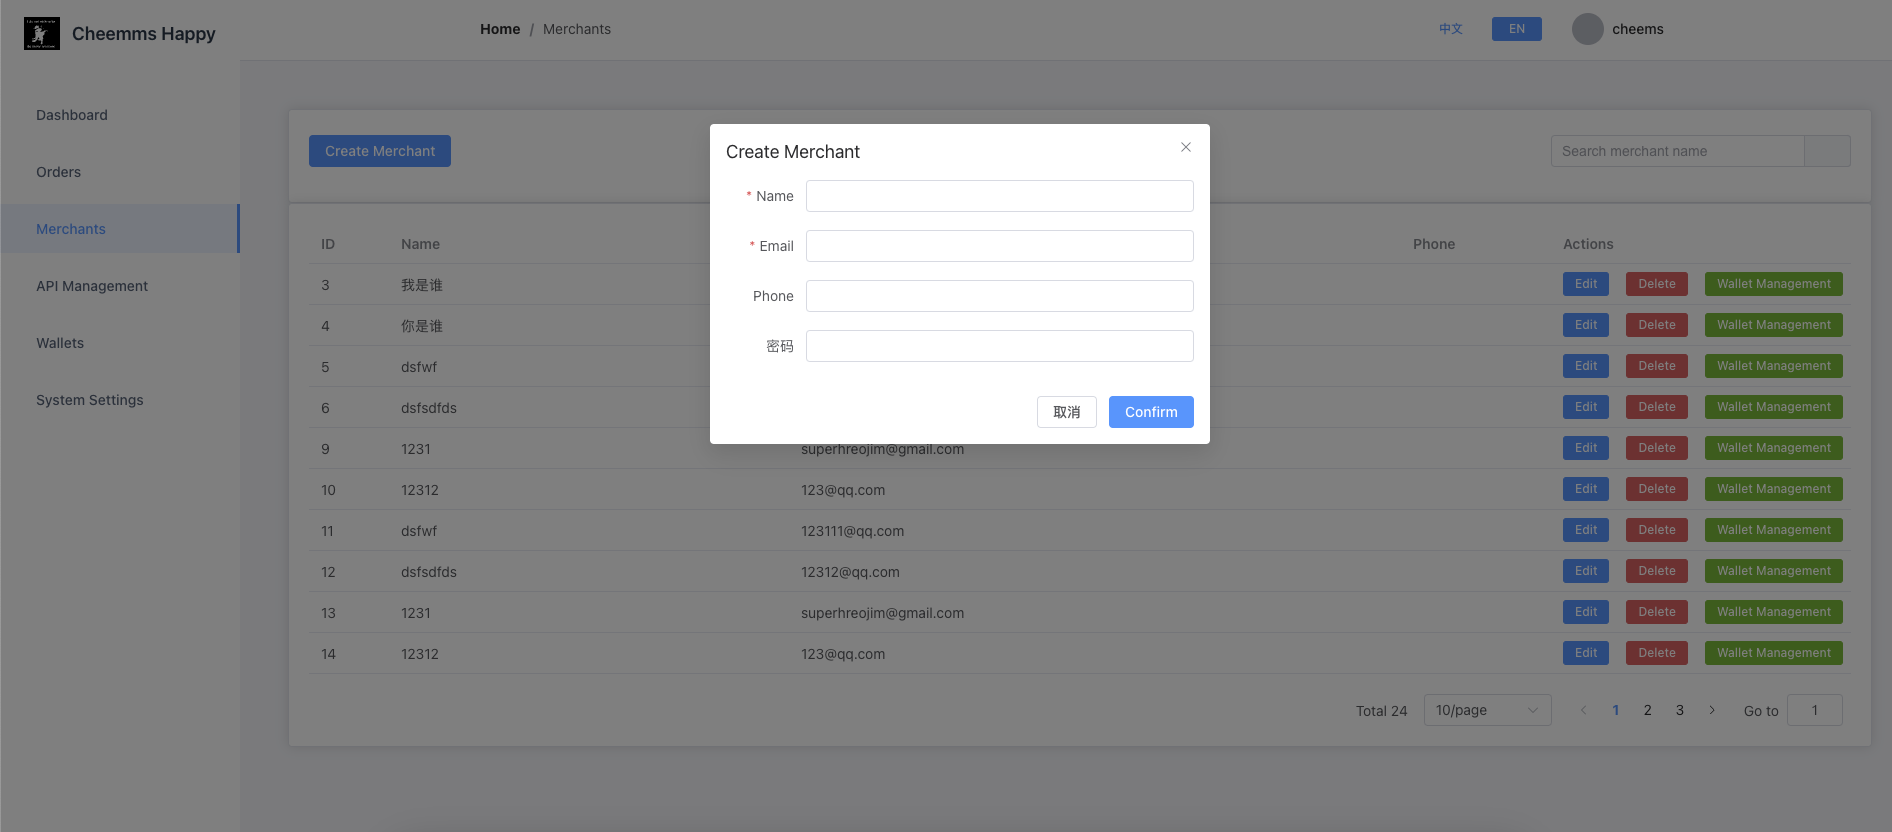 Cheemms Happy
Home / Merchants
中文
EN
cheems
Dashboard
Orders
Merchants
API Management
Wallets
System Settings
Create Merchant
Search merchant name
Create Merchant
* Name
* Email
Phone
密码
取消
Confirm
ID Name Phone Actions
3 我是谁 Edit Delete Wallet Management
4 你是谁 Edit Delete Wallet Management
5 dsfwf Edit Delete Wallet Management
6 dsfsdfds Edit Delete Wallet Management
9 1231 superhreojim@gmail.com Edit Delete Wallet Management
10 12312 123@qq.com Edit Delete Wallet Management
11 dsfwf 123111@qq.com Edit Delete Wallet Management
12 dsfsdfds 12312@qq.com Edit Delete Wallet Management
13 1231 superhreojim@gmail.com Edit Delete Wallet Management
14 12312 123@qq.com Edit Delete Wallet Management
Total 24 10/page 1 2 3 Go to 1